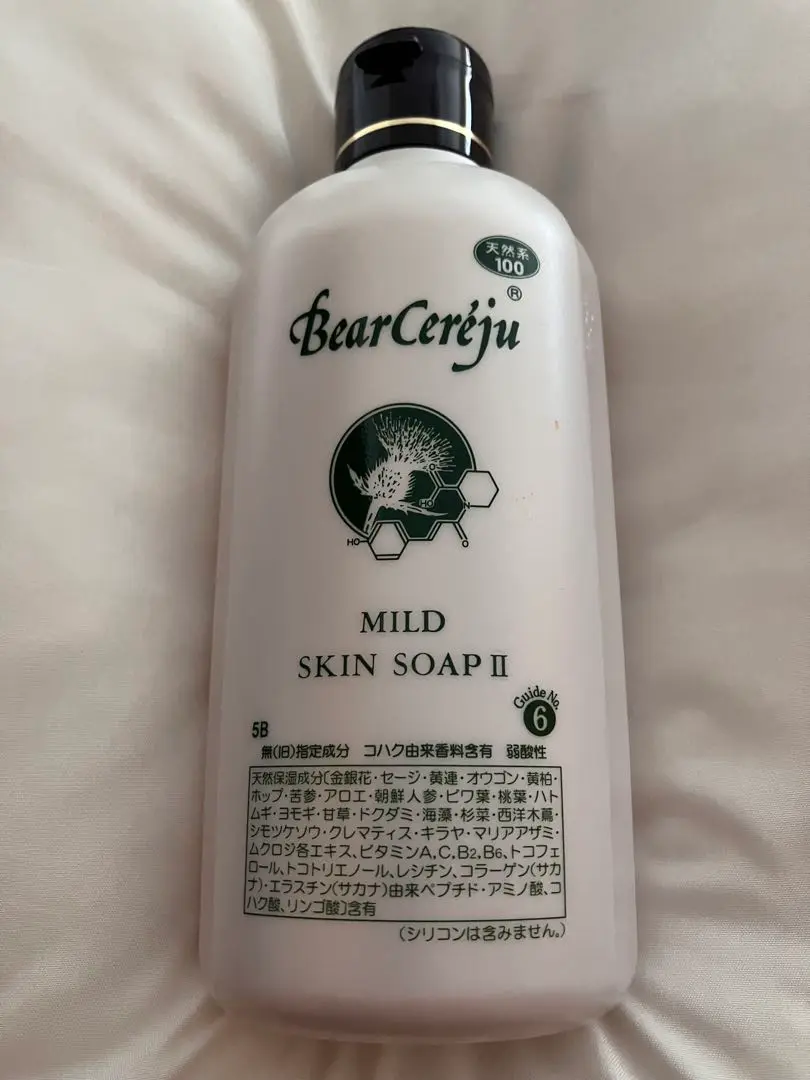 天然系
100
BearCeréju®
HO
N
HO
O
O
MILD
SKIN SOAP II
Guide No.
6
5B
無(旧)指定成分 コハク由来香料含有 弱酸性
天然保湿成分〔金銀花・セージ・黄連・オウゴン・黄柏・
ホップ・苦参・アロエ・朝鮮人参・ビワ葉・桃葉・ハト
ムギ・ヨモギ・甘草・ドクダミ・海藻・杉菜・西洋木蔦・
シモツケソウ・クレマティス・キラヤ・マリアアザミ・
ムクロジ各エキス、ビタミンA,C,B2,B6、トコフェ
ロール、トコトリエノール、レシチン、コラーゲン(サカ
ナ)・エラスチン(サカナ)由来ペプチド・アミノ酸、コ
ハク酸、リンゴ酸〕含有
(シリコンは含みません。)